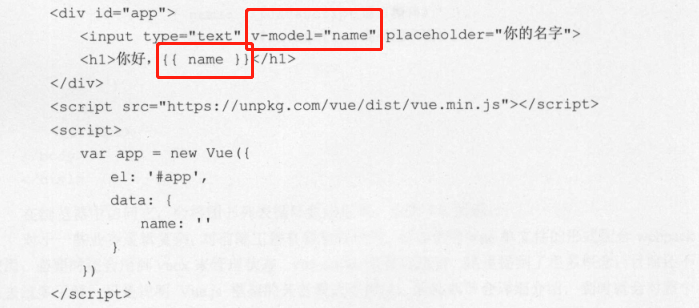 <div id="app">
<input type="text" v-model="name" placeholder="你的名字">
<h1>你好，{{ name }}</h1>
</div>
<script src="https://unpkg.com/vue/dist/vue.min.js"></script>
<script>
var app = new Vue({
el: '#app',
data: {
name: ''
}
})
</script>